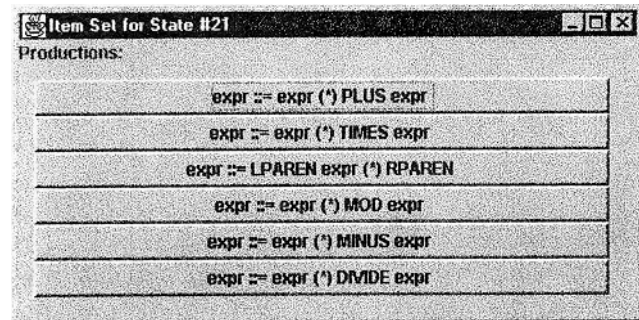 Item Set for State #21
Productions:
expr ::= expr (*) PLUS expr
expr ::= expr (*) TIMES expr
expr ::= LPAREN expr (*) RPAREN
expr ::= expr (*) MOD expr
expr ::= expr (*) MINUS expr
expr ::= expr (*) DIVIDE expr